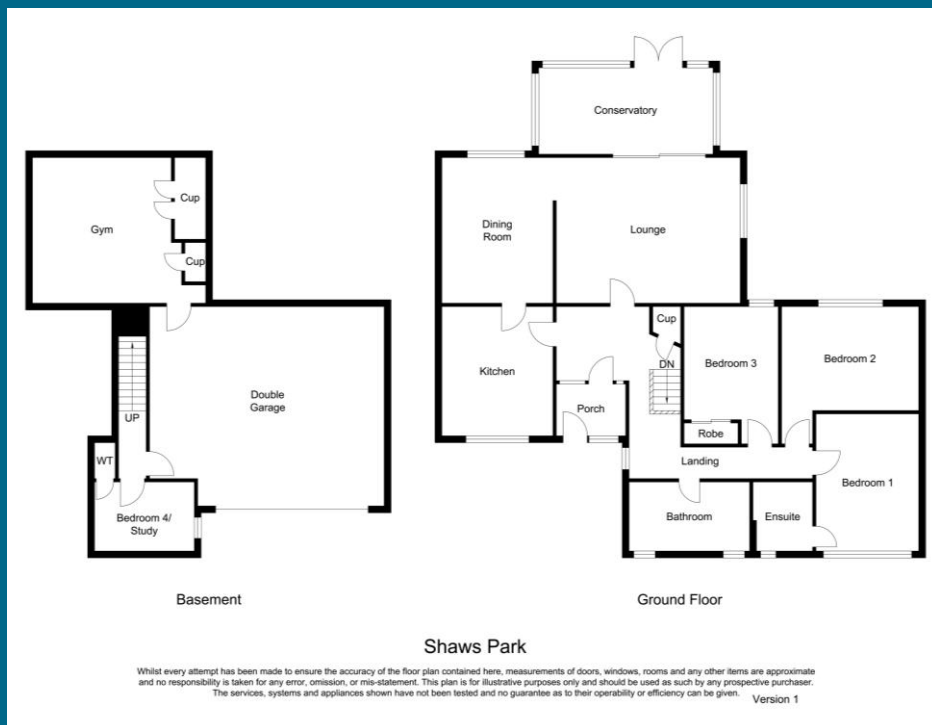 Conservatory
Cup
Gym
Cup
Dining
Room
Lounge
Cup
DN
Bedroom 3
Bedroom 2
Kitchen
Double
Garage
UP
Porch
Robe
WT
Landing
Bedroom 1
Bedroom 4/
Study
Bathroom
Ensuite
Basement
Ground Floor
Shaws Park
Whilst every attempt has been made to ensure the accuracy of the floor plan contained here, measurements of doors, windows, rooms and any other items are approximate
and no responsibility is taken for any error, omission, or mis-statement. This plan is for illustrative purposes only and should be used as such by any prospective purchaser.
The services, systems and appliances shown have not been tested and no guarantee as to their operability or efficiency can be given.
Version 1